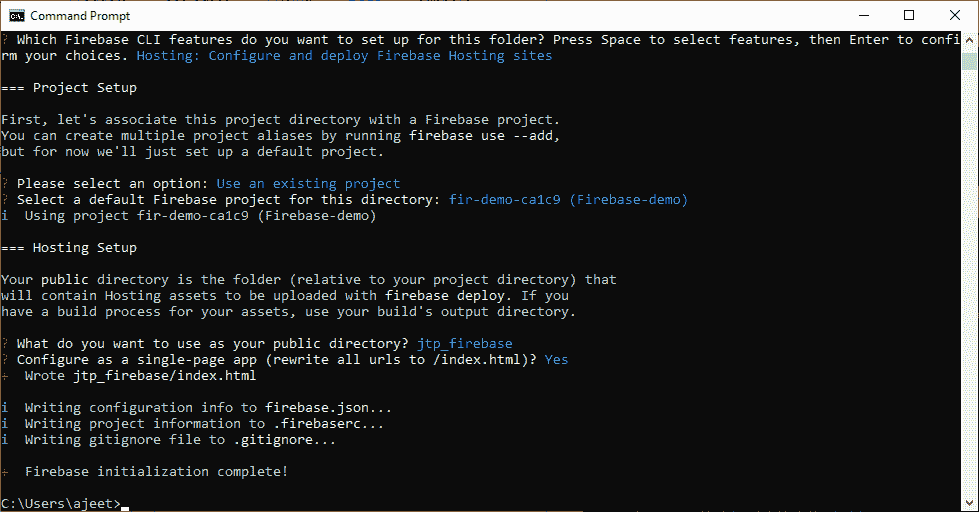 Command Prompt
? Which Firebase CLI features do you want to set up for this folder? Press Space to select features, then Enter to confi
rm your choices. Hosting: Configure and deploy Firebase Hosting sites
=== Project Setup
First, let's associate this project directory with a Firebase project.
You can create multiple project aliases by running firebase use --add,
but for now we'll just set up a default project.
? Please select an option: Use an existing project
? Select a default Firebase project for this directory: fir-demo-ca1c9 (Firebase-demo)
i  Using project fir-demo-ca1c9 (Firebase-demo)
=== Hosting Setup
Your public directory is the folder (relative to your project directory) that
will contain Hosting assets to be uploaded with firebase deploy. If you
have a build process for your assets, use your build's output directory.
? What do you want to use as your public directory? jtp_firebase
? Configure as a single-page app (rewrite all urls to /index.html)? Yes
+  Wrote jtp_firebase/index.html
i  Writing configuration info to firebase.json...
i  Writing project information to .firebaserc...
i  Writing gitignore file to .gitignore...
+  Firebase initialization complete!
C:\Users\ajeet>